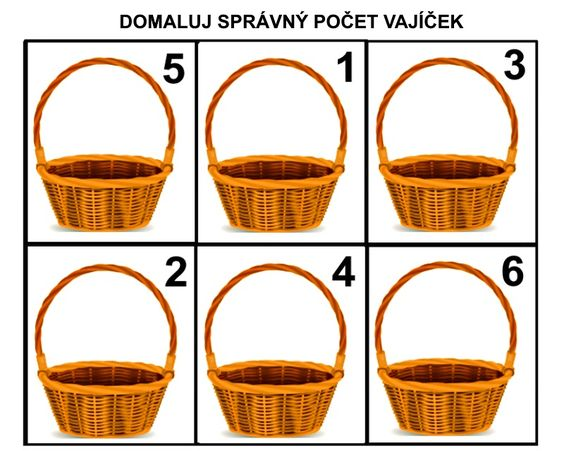 DOMALUJ SPRÁVNÝ POČET VAJÍČEK
5 1 3
2 4 6